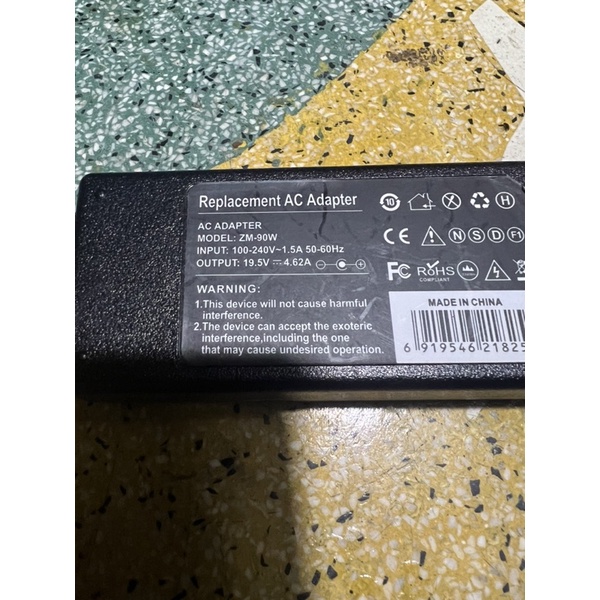 Replacement AC Adapter
AC ADAPTER
MODEL: ZM-90W
INPUT: 100-240V~1.5A 50-60Hz
OUTPUT: 19.5V⎓4.62A
WARNING:
1.This device will not cause harmful
interference.
2.The device can accept the exoteric
interference,including the one
that may cause undesired operation.
10
H
CE
N
S
D
F1
FC
RoHS
COMPLIANT
MADE IN CHINA
6 919546 21825